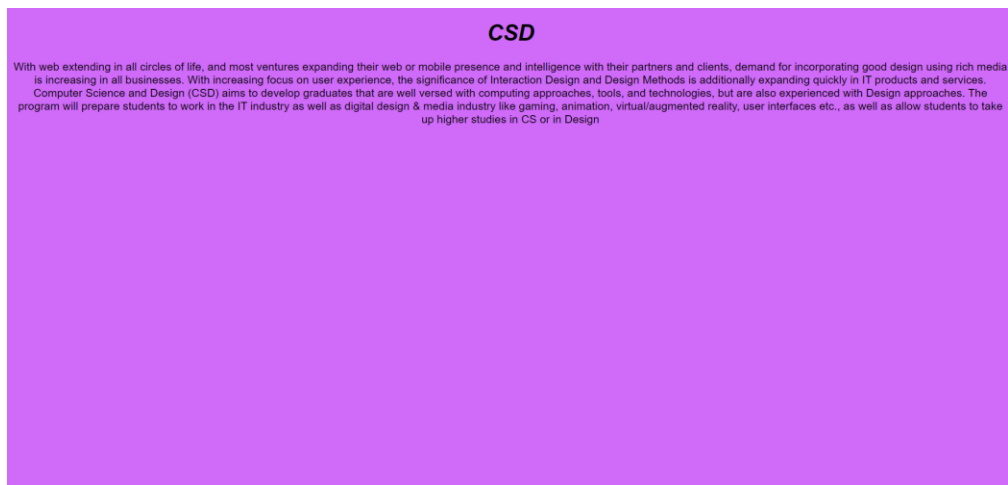 CSD
With web extending in all circles of life, and most ventures expanding their web or mobile presence and intelligence with their partners and clients, demand for incorporating good design using rich media
is increasing in all businesses. With increasing focus on user experience, the significance of Interaction Design and Design Methods is additionally expanding quickly in IT products and services.
Computer Science and Design (CSD) aims to develop graduates that are well versed with computing approaches, tools, and technologies, but are also experienced with Design approaches. The
program will prepare students to work in the IT industry as well as digital design & media industry like gaming, animation, virtual/augmented reality, user interfaces etc., as well as allow students to take
up higher studies in CS or in Design